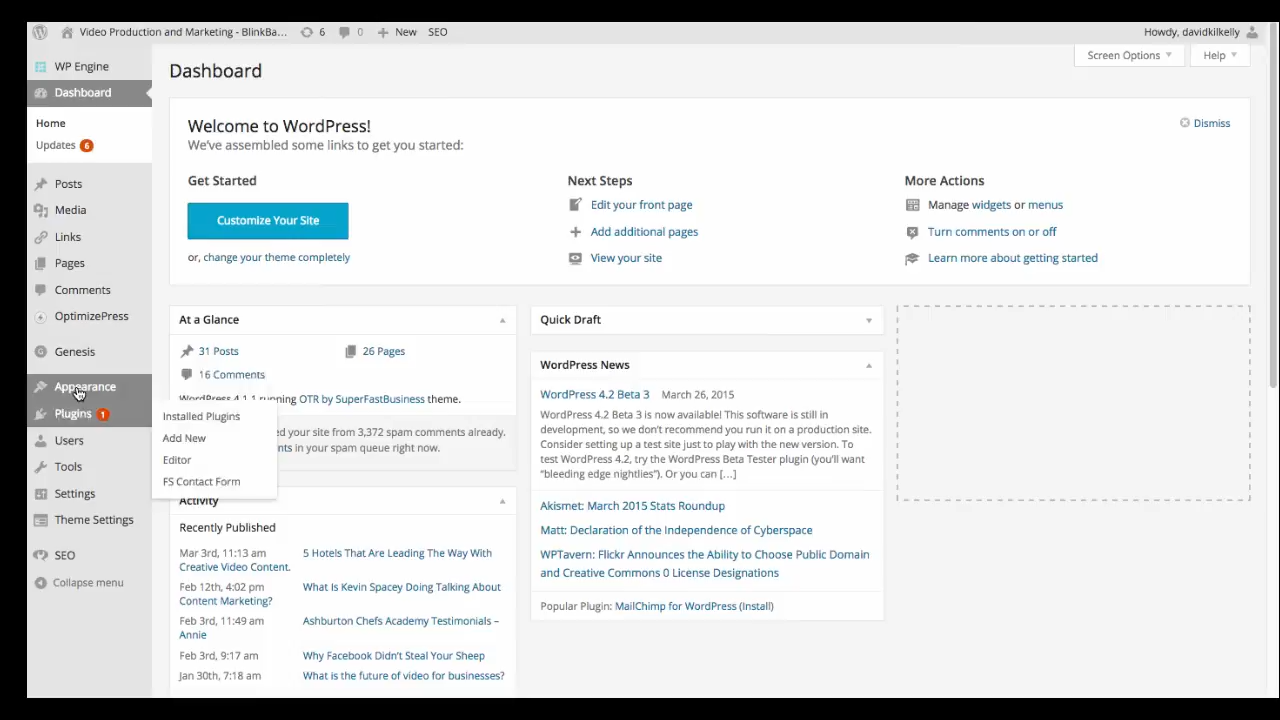 Video Production and Marketing - BlinkBa... 6 0 New SEO Howdy, davidkilkelly
Screen Options Help
WP Engine
Dashboard
Home
Updates 6
Posts
Media
Links
Pages
Comments
OptimizePress
Genesis
Appearance
Plugins 1
Users
Tools
Settings
Theme Settings
SEO
Collapse menu
Installed Plugins
Add New
Editor
FS Contact Form
Dashboard
Welcome to WordPress!
We've assembled some links to get you started:
Dismiss
Get Started
Customize Your Site
or, change your theme completely
Next Steps
Edit your front page
Add additional pages
View your site
More Actions
Manage widgets or menus
Turn comments on or off
Learn more about getting started
At a Glance
31 Posts 26 Pages
16 Comments
WordPress 4.1.1 running OTR by SuperFastBusiness theme.
your site from 3,372 spam comments already.
in your spam queue right now.
Activity
Recently Published
Mar 3rd, 11:13 am 5 Hotels That Are Leading The Way With
Creative Video Content.
Feb 12th, 4:02 pm What Is Kevin Spacey Doing Talking About
Content Marketing?
Feb 3rd, 11:49 am Ashburton Chefs Academy Testimonials –
Annie
Feb 3rd, 9:17 am Why Facebook Didn't Steal Your Sheep
Jan 30th, 7:18 am What is the future of video for businesses?
Quick Draft
WordPress News
WordPress 4.2 Beta 3 March 26, 2015
WordPress 4.2 Beta 3 is now available! This software is still in
development, so we don't recommend you run it on a production site.
Consider setting up a test site just to play with the new version. To
test WordPress 4.2, try the WordPress Beta Tester plugin (you'll want
"bleeding edge nightlies"). Or you can [...]
Akismet: March 2015 Stats Roundup
Matt: Declaration of the Independence of Cyberspace
WPTavern: Flickr Announces the Ability to Choose Public Domain
and Creative Commons 0 License Designations
Popular Plugin: MailChimp for WordPress (Install)